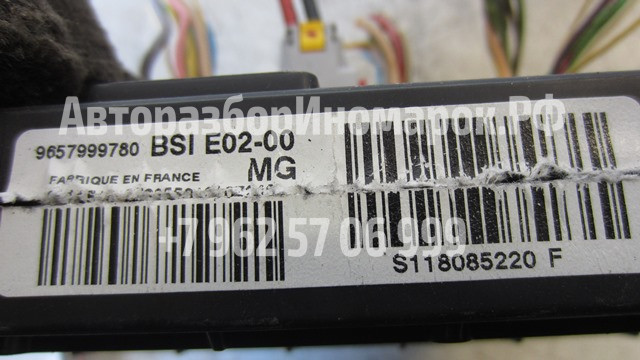 АвторазборИномарок.РФ
9657999780 BSI E02-00
MG
FABRIQUE EN FRANCE
+7 962 57 06 999
S118085220 F